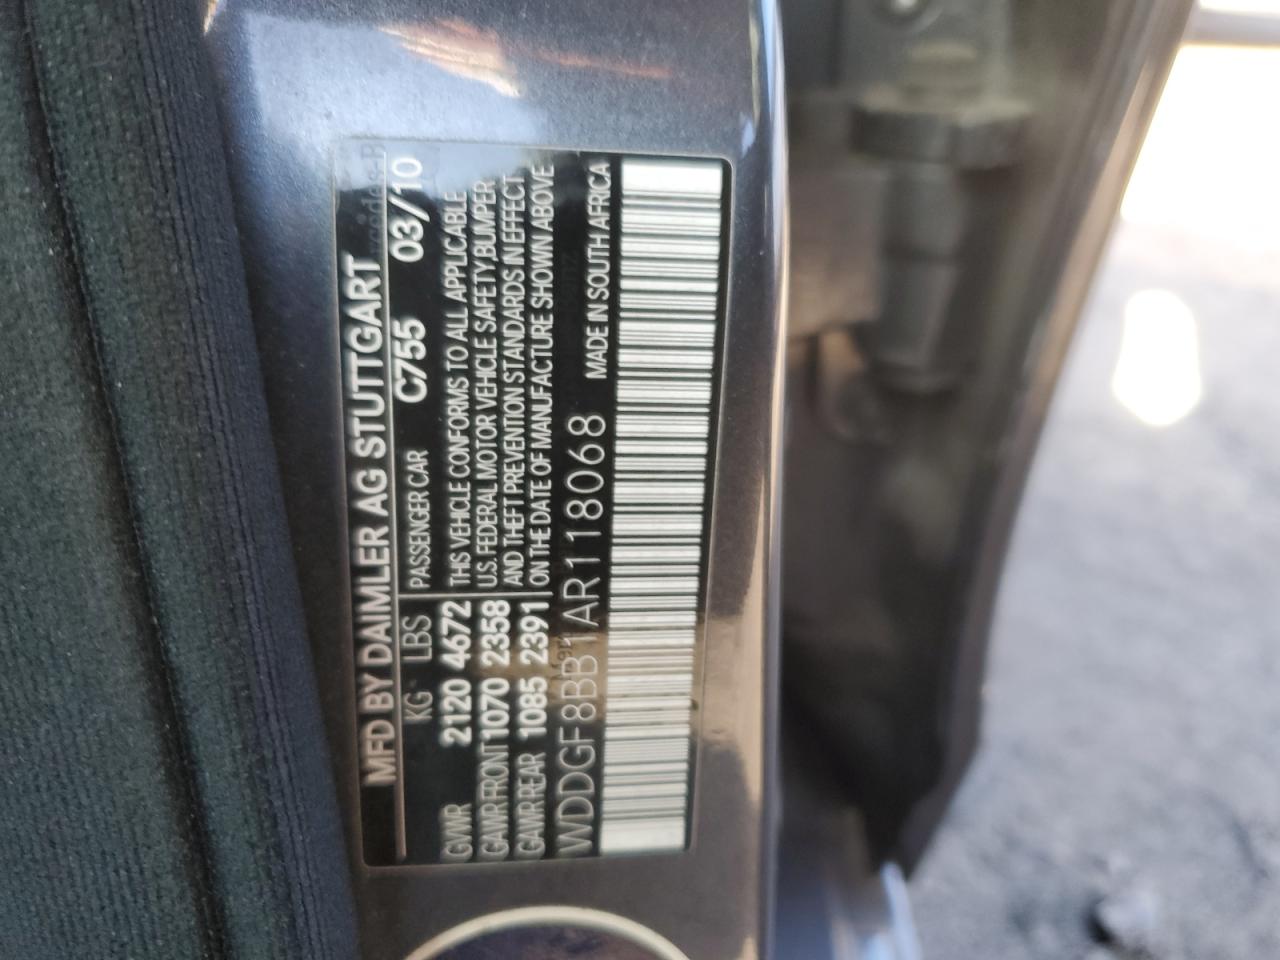 MFD BY DAIMLER AG STUTTGART
KG LBS PASSENGER CAR C755 03/10
GVWR 2120 4672 THIS VEHICLE CONFORMS TO ALL APPLICABLE
GAWR FRONT 1070 2358 U.S. FEDERAL MOTOR VEHICLE SAFETY,BUMPER
GAWR REAR 1085 2391 AND THEFT PREVENTION STANDARDS IN EFFECT
ON THE DATE OF MANUFACTURE SHOWN ABOVE
WDDGF8BB1AR118068 MADE IN SOUTH AFRICA